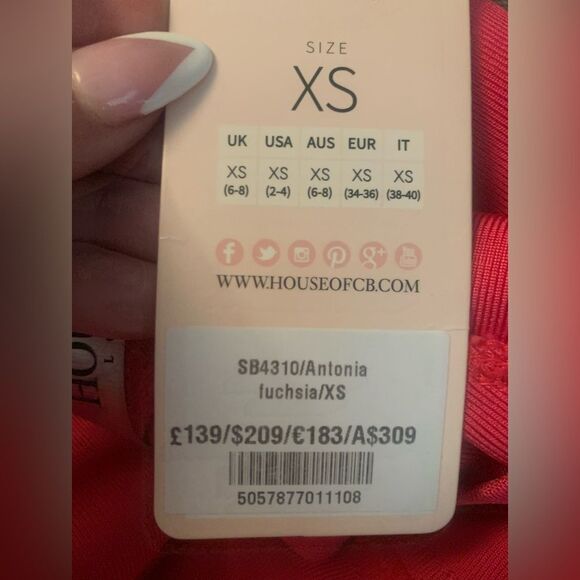 SIZE
XS
UK USA AUS EUR IT
XS XS XS XS XS
(6-8) (2-4) (6-8) (34-36) (38-40)
WWW.HOUSEOFCB.COM
SB4310/Antonia
fuchsia/XS
£139/$209/€183/A$309
5057877011108
HOU